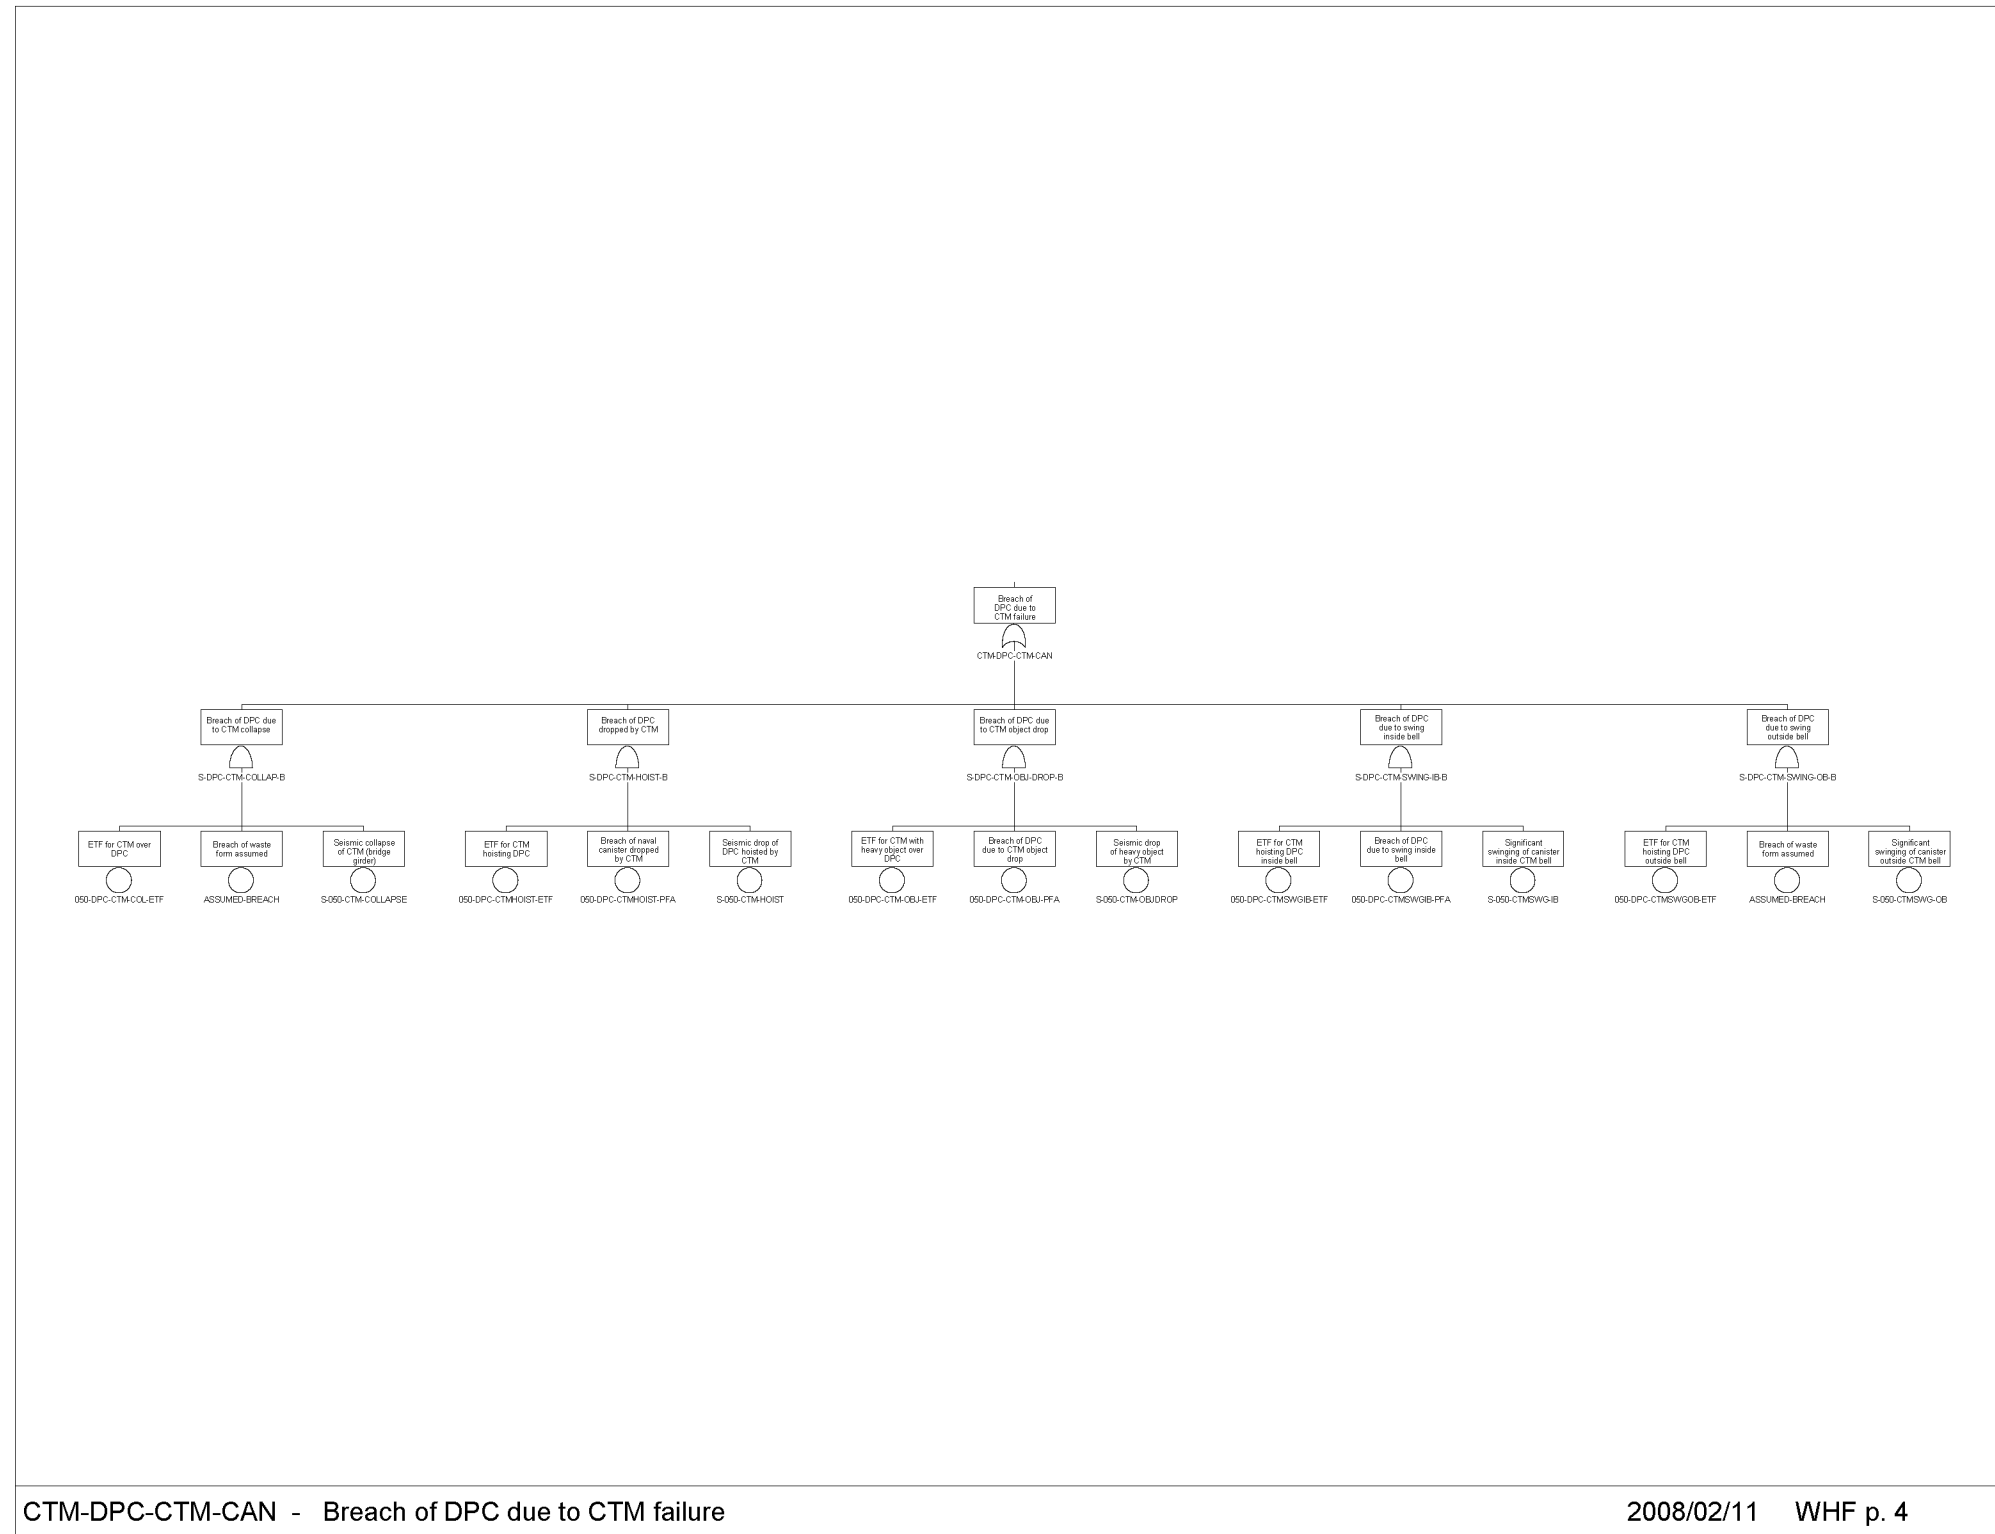 Breach of
DPC due to
CTM failure
CTM-DPC-CTM-CAN
Breach of DPC due
to CTM collapse
S-DPC-CTM-COLLAP-B
Breach of DPC
dropped by CTM
S-DPC-CTM-HOIST-B
Breach of DPC due
to CTM object drop
S-DPC-CTM-OBJ-DROP-B
Breach of DPC
due to swing
inside bell
S-DPC-CTM-SWING-IB-B
Breach of DPC
due to swing
outside bell
S-DPC-CTM-SWING-OB-B
ETF for CTM over
DPC
050-DPC-CTM-COL-ETF
Breach of waste
form assumed
ASSUMED-BREACH
Seismic collapse
of CTM (bridge
girder)
S-050-CTM-COLLAPSE
ETF for CTM
hoisting DPC
050-DPC-CTMHOIST-ETF
Breach of naval
canister dropped
by CTM
050-DPC-CTMHOIST-PFA
Seismic drop of
DPC hoisted by
CTM
S-050-CTM-HOIST
ETF for CTM with
heavy object over
DPC
050-DPC-CTM-OBJ-ETF
Breach of DPC
due to CTM object
drop
050-DPC-CTM-OBJ-PFA
Seismic drop
of heavy object
by CTM
S-050-CTM-OBJDROP
ETF for CTM
hoisting DPC
inside bell
050-DPC-CTMSWGIB-ETF
Breach of DPC
due to swing inside
bell
050-DPC-CTMSWGIB-PFA
Significant
swinging of canister
inside CTM bell
S-050-CTMSWG-IB
ETF for CTM
hoisting DPC
outside bell
050-DPC-CTMSWGOB-ETF
Breach of waste
form assumed
ASSUMED-BREACH
Significant
swinging of canister
outside CTM bell
S-050-CTMSWG-OB
CTM-DPC-CTM-CAN - Breach of DPC due to CTM failure
2008/02/11 WHF p. 4